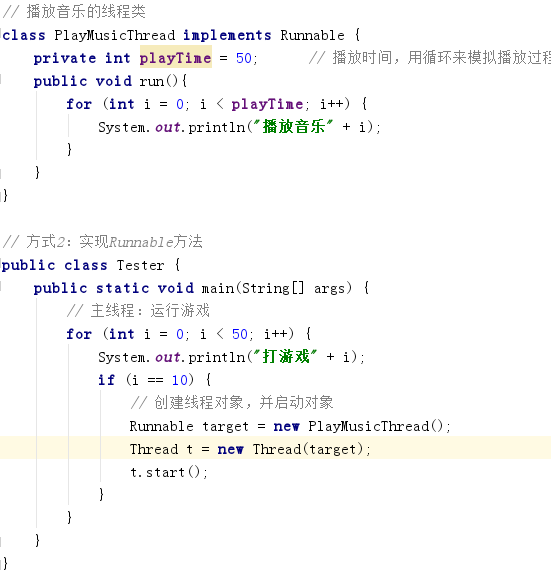 // 播放音乐的线程类
class PlayMusicThread implements Runnable {
    private int playTime = 50;      // 播放时间，用循环来模拟播放过程
    public void run(){
        for (int i = 0; i < playTime; i++) {
            System.out.println("播放音乐" + i);
        }
    }
}

// 方式2：实现Runnable方法
public class Tester {
    public static void main(String[] args) {
        // 主线程：运行游戏
        for (int i = 0; i < 50; i++) {
            System.out.println("打游戏" + i);
            if (i == 10) {
                // 创建线程对象，并启动对象
                Runnable target = new PlayMusicThread();
                Thread t = new Thread(target);
                t.start();
            }
        }
    }
}